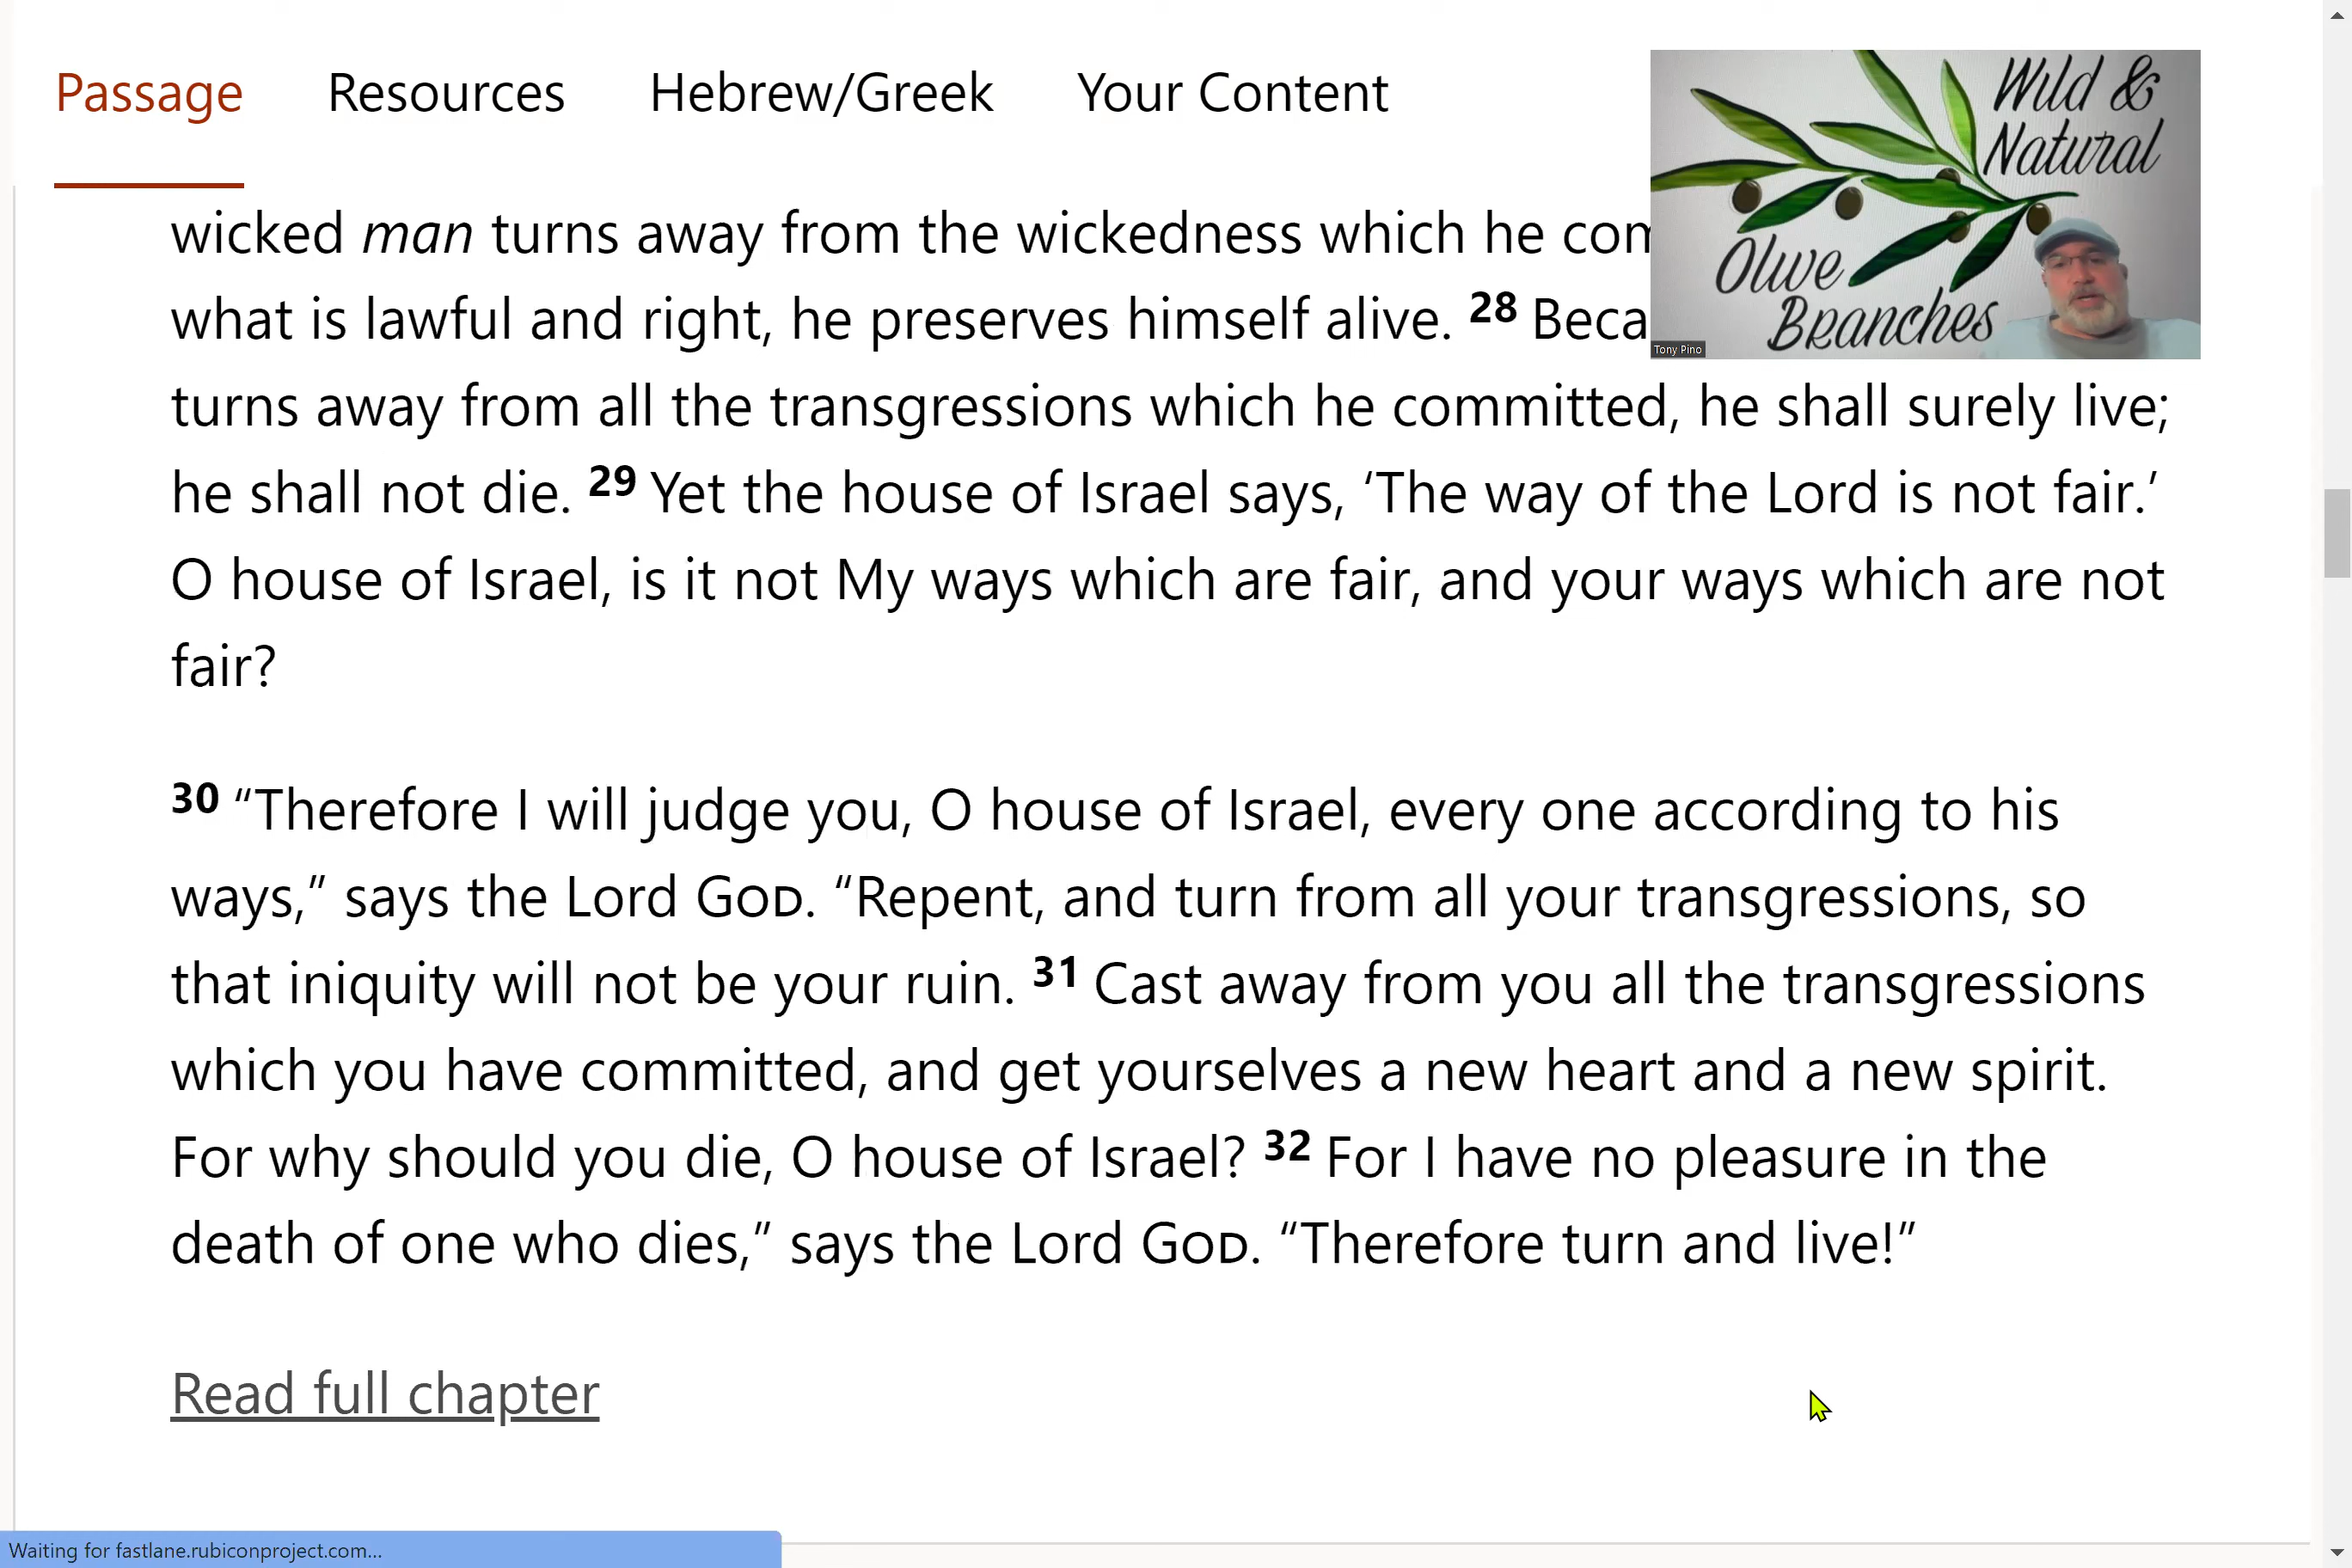 Passage Resources Hebrew/Greek Your Content
Wild &
Natural
Olive
Branches
Tony Pino
wicked man turns away from the wickedness which he com
what is lawful and right, he preserves himself alive. 28 Beca
turns away from all the transgressions which he committed, he shall surely live;
he shall not die. 29 Yet the house of Israel says, ‘The way of the Lord is not fair.’
O house of Israel, is it not My ways which are fair, and your ways which are not
fair?
30 “Therefore I will judge you, O house of Israel, every one according to his
ways,” says the Lord GOD. “Repent, and turn from all your transgressions, so
that iniquity will not be your ruin. 31 Cast away from you all the transgressions
which you have committed, and get yourselves a new heart and a new spirit.
For why should you die, O house of Israel? 32 For I have no pleasure in the
death of one who dies,” says the Lord GOD. “Therefore turn and live!”
Read full chapter
Waiting for fastlane.rubiconproject.com...